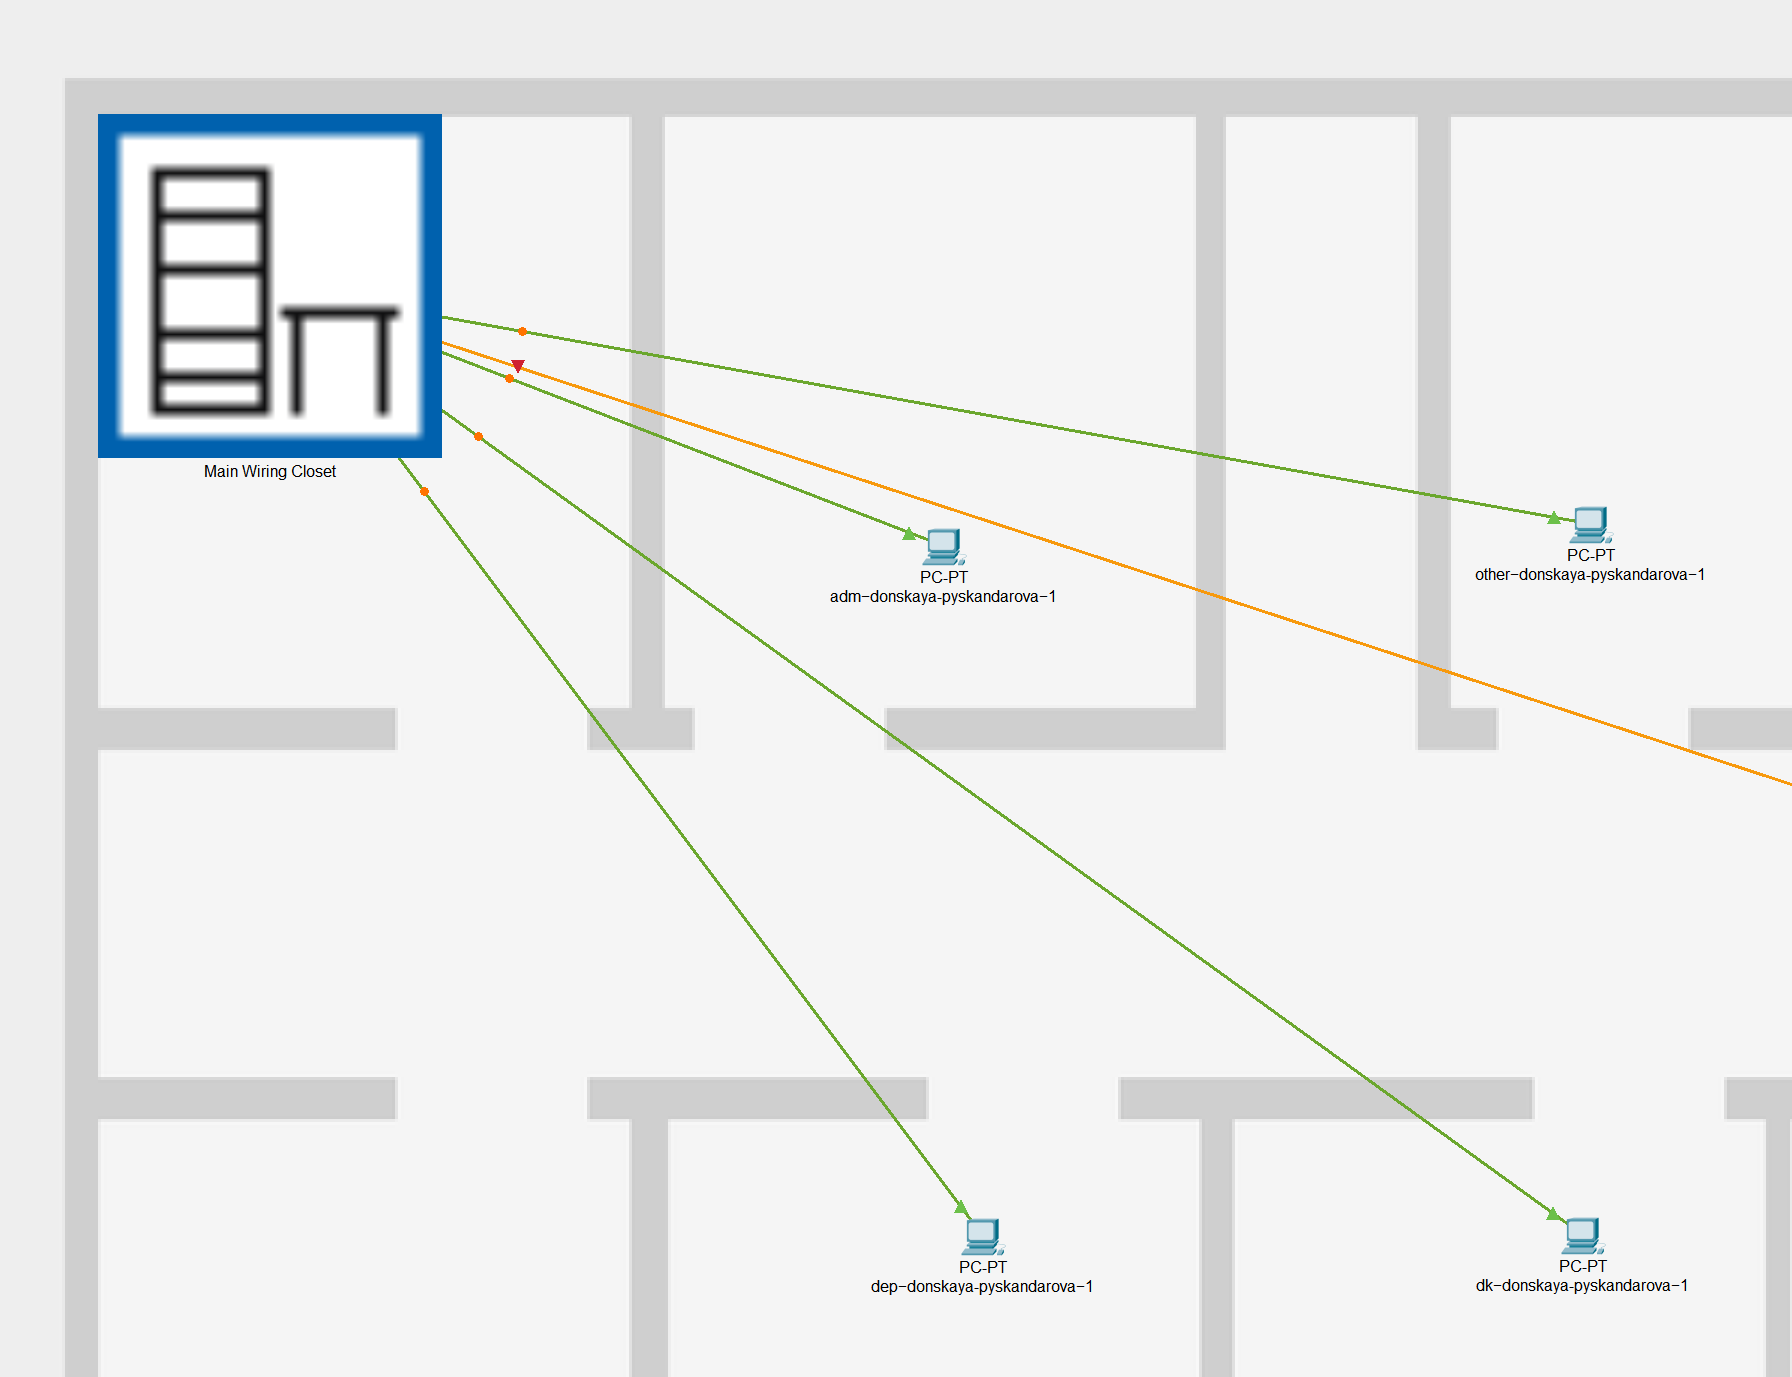 Main Wiring Closet
PC-PT
other-donskaya-pyskandarova-1
PC-PT
adm-donskaya-pyskandarova-1
PC-PT
dep-donskaya-pyskandarova-1
PC-PT
dk-donskaya-pyskandarova-1